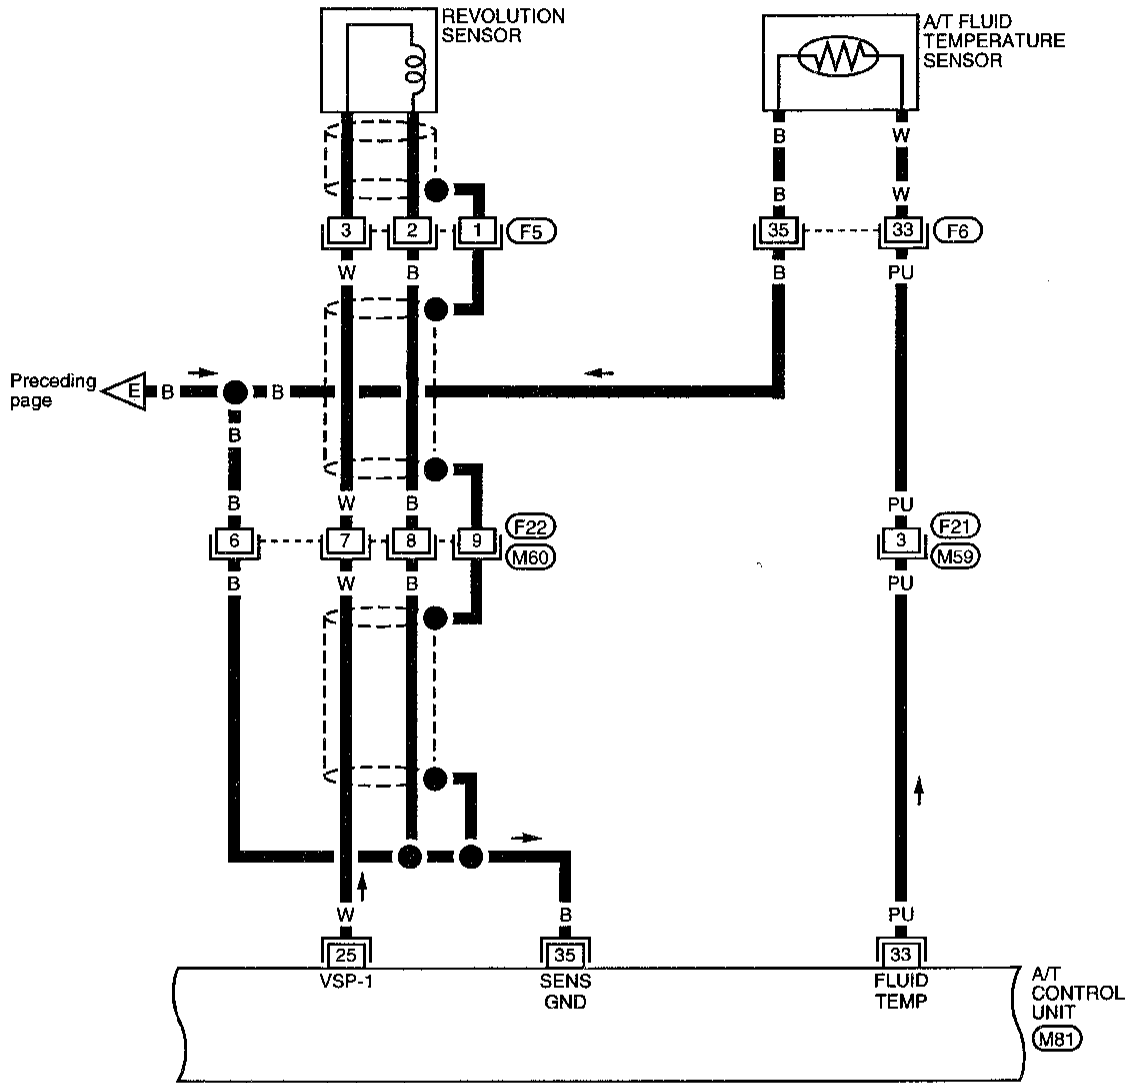 REVOLUTION
SENSOR
A/T FLUID
TEMPERATURE
SENSOR
B W
B W
3 2 1 F5
35 33 F6
W B
B PU
Preceding
page
E B B
B
B W B PU
6 7 8 9 F22
M60
3 F21
M59
B W B PU
W B PU
25 35 33
VSP-1 SENS
GND
FLUID
TEMP
A/T
CONTROL
UNIT
M81